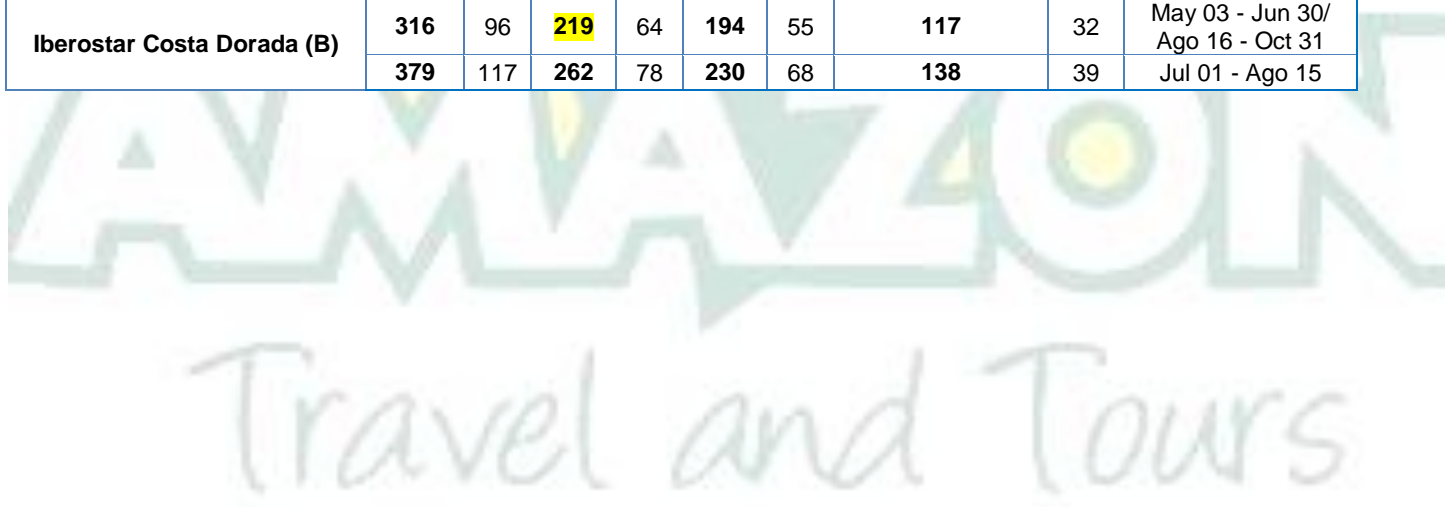 Iberostar Costa Dorada (B) 316 96 219 64 194 55 117 32 May 03 - Jun 30/
Ago 16 - Oct 31
379 117 262 78 230 68 138 39 Jul 01 - Ago 15
AMAZON
Travel and Tours